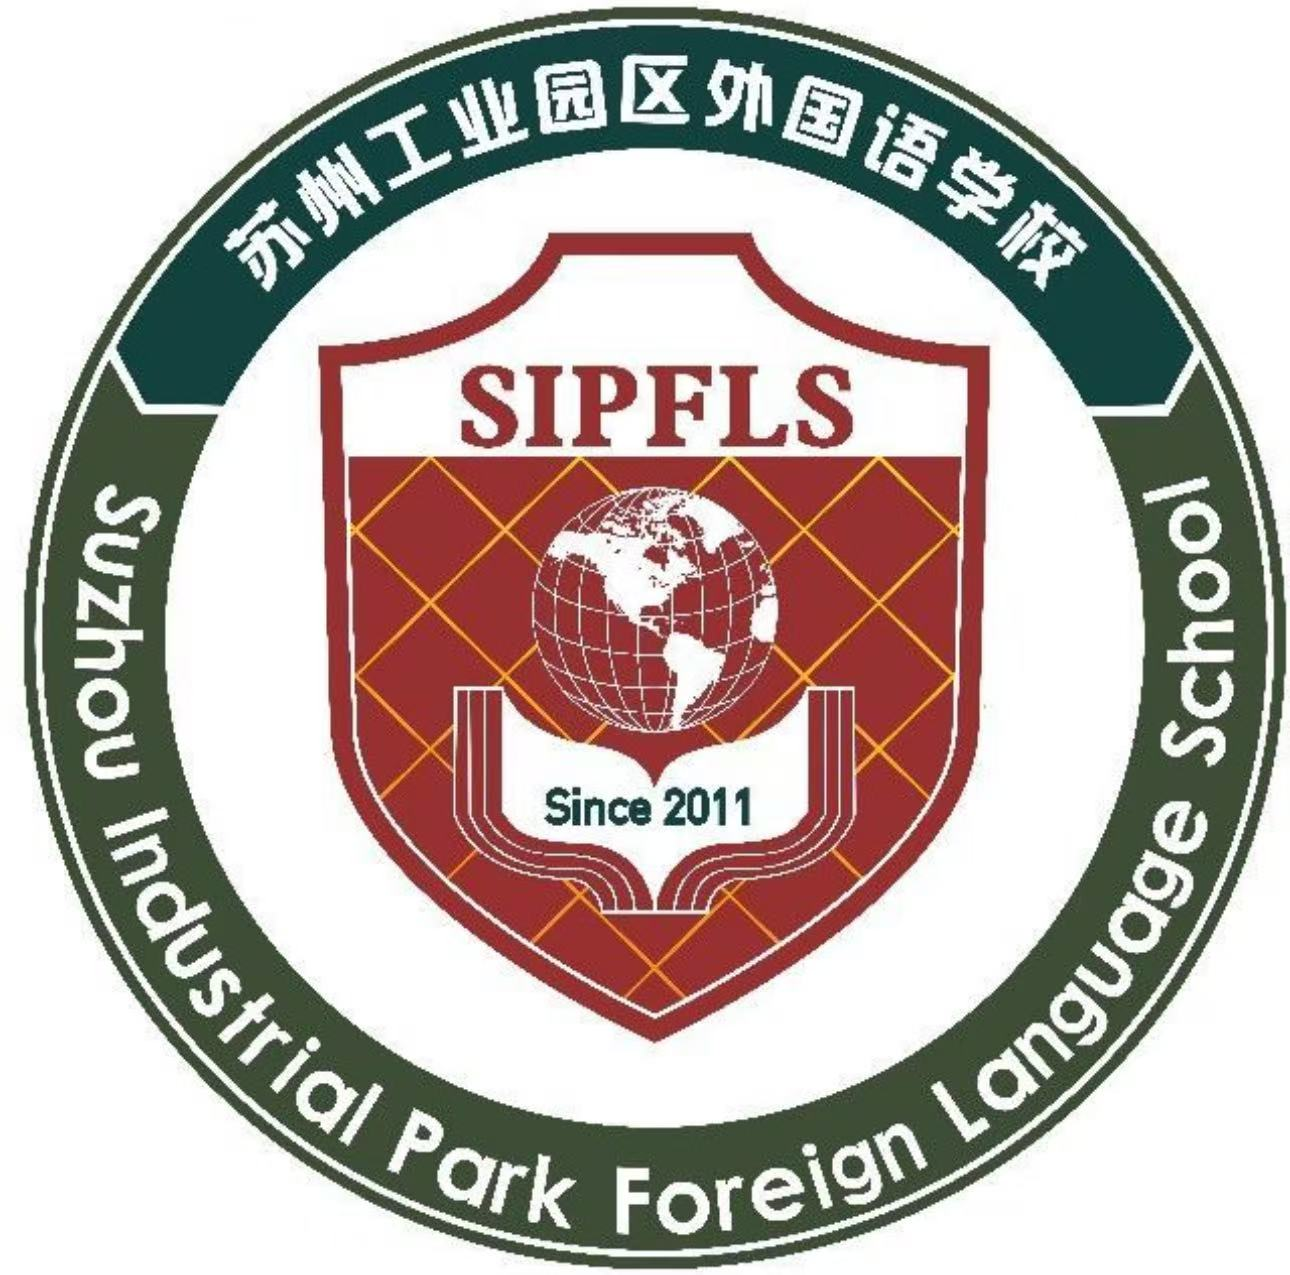 苏州工业园区外国语学校
SIPFLS
Since 2011
Suzhou Industrial Park Foreign Language School